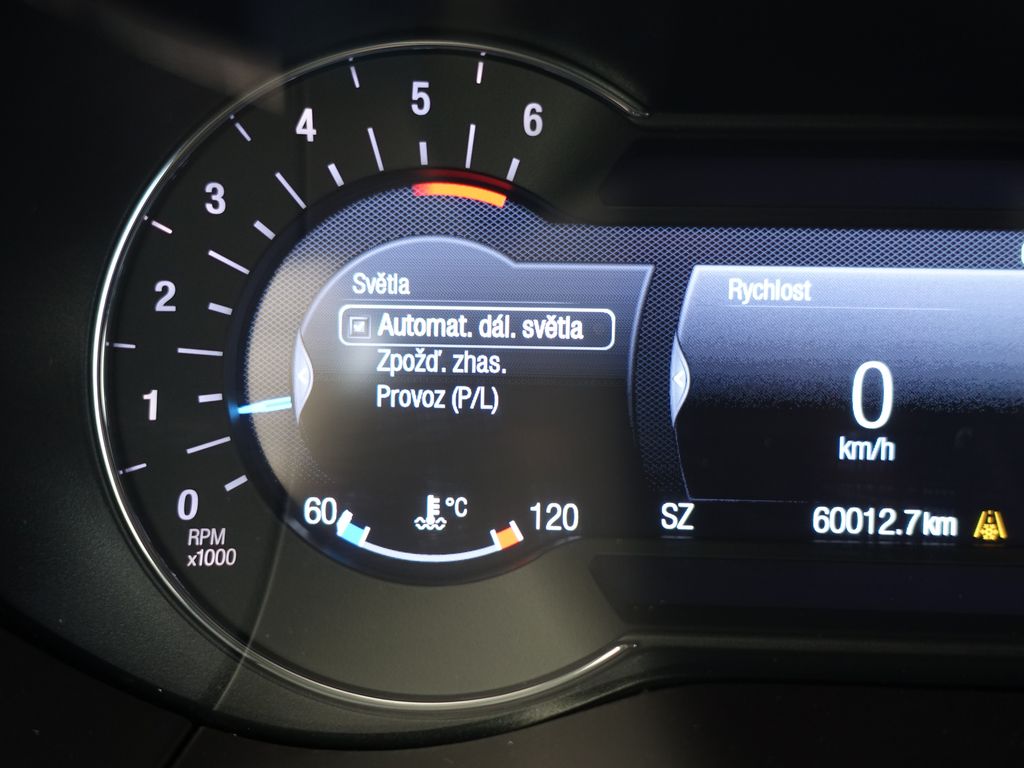 6
5
4
3
2
1
0
RPM
x1000
Světla
Automat. dál. světla
Zpožď. zhas.
Provoz (P/L)
60
°C
120
Rychlost
0
km/h
SZ
60012.7km